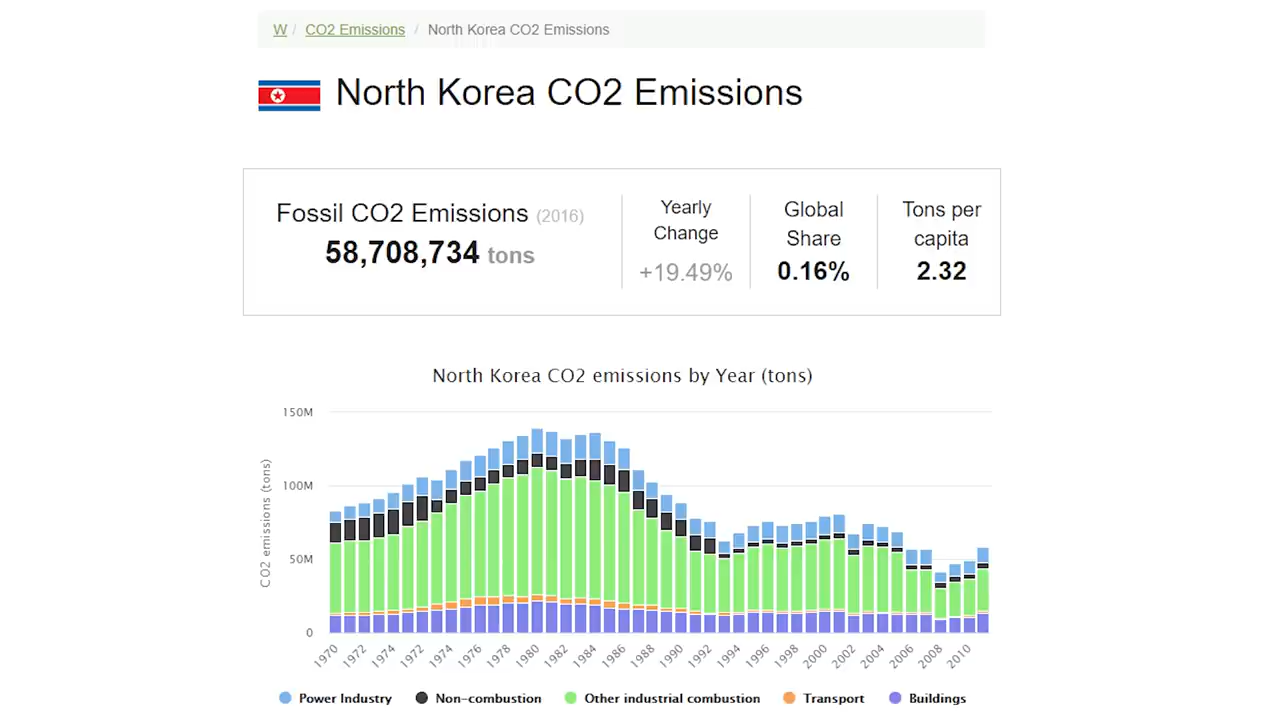 W / CO2 Emissions / North Korea CO2 Emissions
North Korea CO2 Emissions
Fossil CO2 Emissions (2016)
58,708,734 tons
Yearly
Change
+19.49%
Global
Share
0.16%
Tons per
capita
2.32
North Korea CO2 emissions by Year (tons)
CO2 emissions (tons)
150M
100M
50M
0
1970 1972 1974 1972 1974 1976 1978 1980 1982 1984 1986 1988 1990 1992 1994 1996 1998 2000 2002 2004 2006 2008 2010
Power Industry Non-combustion Other industrial combustion Transport Buildings